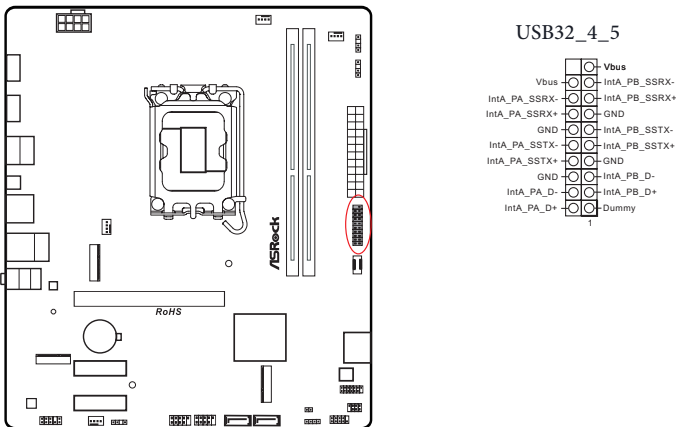 USB32_4_5
Vbus
Vbus IntA_PB_SSRX-
IntA_PA_SSRX- IntA_PB_SSRX+
IntA_PA_SSRX+ GND
GND IntA_PB_SSTX-
IntA_PA_SSTX- IntA_PB_SSTX+
IntA_PA_SSTX+ GND
GND IntA_PB_D-
IntA_PA_D- IntA_PB_D+
IntA_PA_D+ Dummy
1
ASRock
RoHS